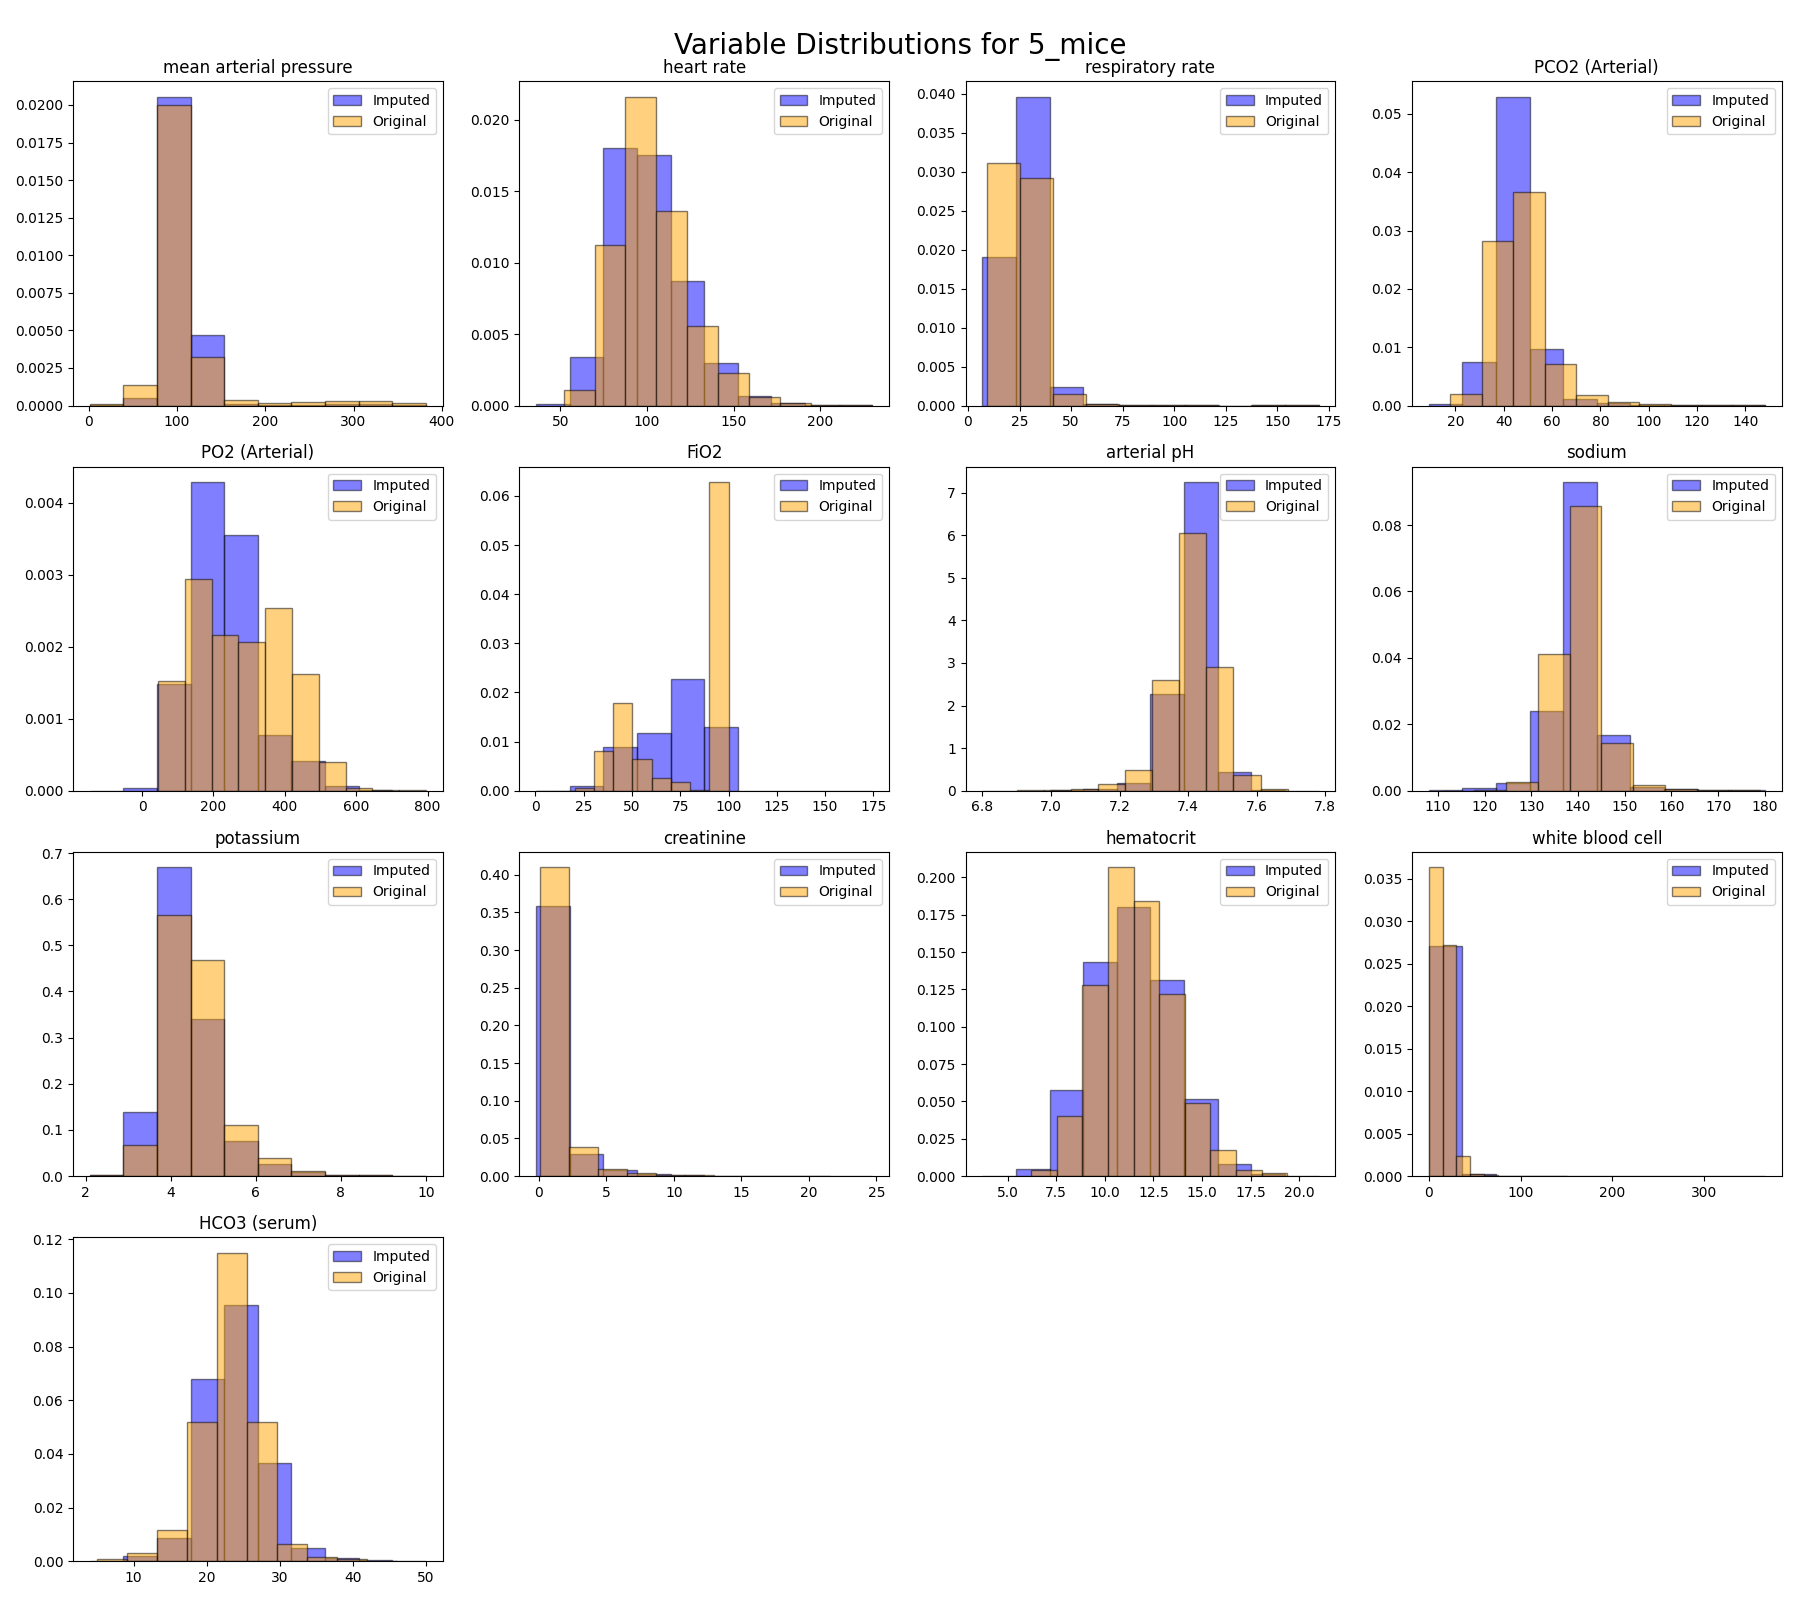 Variable Distributions for 5_mice
mean arterial pressure
Imputed
Original
0.0200
0.0175
0.0150
0.0125
0.0100
0.0075
0.0050
0.0025
0.0000
0 100 200 300 400
heart rate
Imputed
Original
0.020
0.015
0.010
0.005
0.000
50 100 150 200
respiratory rate
Imputed
Original
0.040
0.035
0.030
0.025
0.020
0.015
0.010
0.005
0.000
0 25 50 75 100 125 150 175
PCO2 (Arterial)
Imputed
Original
0.05
0.04
0.03
0.02
0.01
0.00
20 40 60 80 100 120 140
PO2 (Arterial)
Imputed
Original
0.004
0.003
0.002
0.001
0.000
0 200 400 600 800
FiO2
Imputed
Original
0.06
0.05
0.04
0.03
0.02
0.01
0.00
0 25 50 75 100 125 150 175
arterial pH
Imputed
Original
7
6
5
4
3
2
1
0
6.8 7.0 7.2 7.4 7.6 7.8
sodium
Imputed
Original
0.08
0.06
0.04
0.02
0.00
110 120 130 140 150 160 170 180
potassium
Imputed
Original
0.7
0.6
0.5
0.4
0.3
0.2
0.1
0.0
2 4 6 8 10
creatinine
Imputed
Original
0.40
0.35
0.30
0.25
0.20
0.15
0.10
0.05
0.00
0 5 10 15 20 25
hematocrit
Imputed
Original
0.200
0.175
0.150
0.125
0.100
0.075
0.050
0.025
0.000
5.0 7.5 10.0 12.5 15.0 17.5 20.0
white blood cell
Imputed
Original
0.035
0.030
0.025
0.020
0.015
0.010
0.005
0.000
0 100 200 300
HCO3 (serum)
Imputed
Original
0.12
0.10
0.08
0.06
0.04
0.02
0.00
10 20 30 40 50